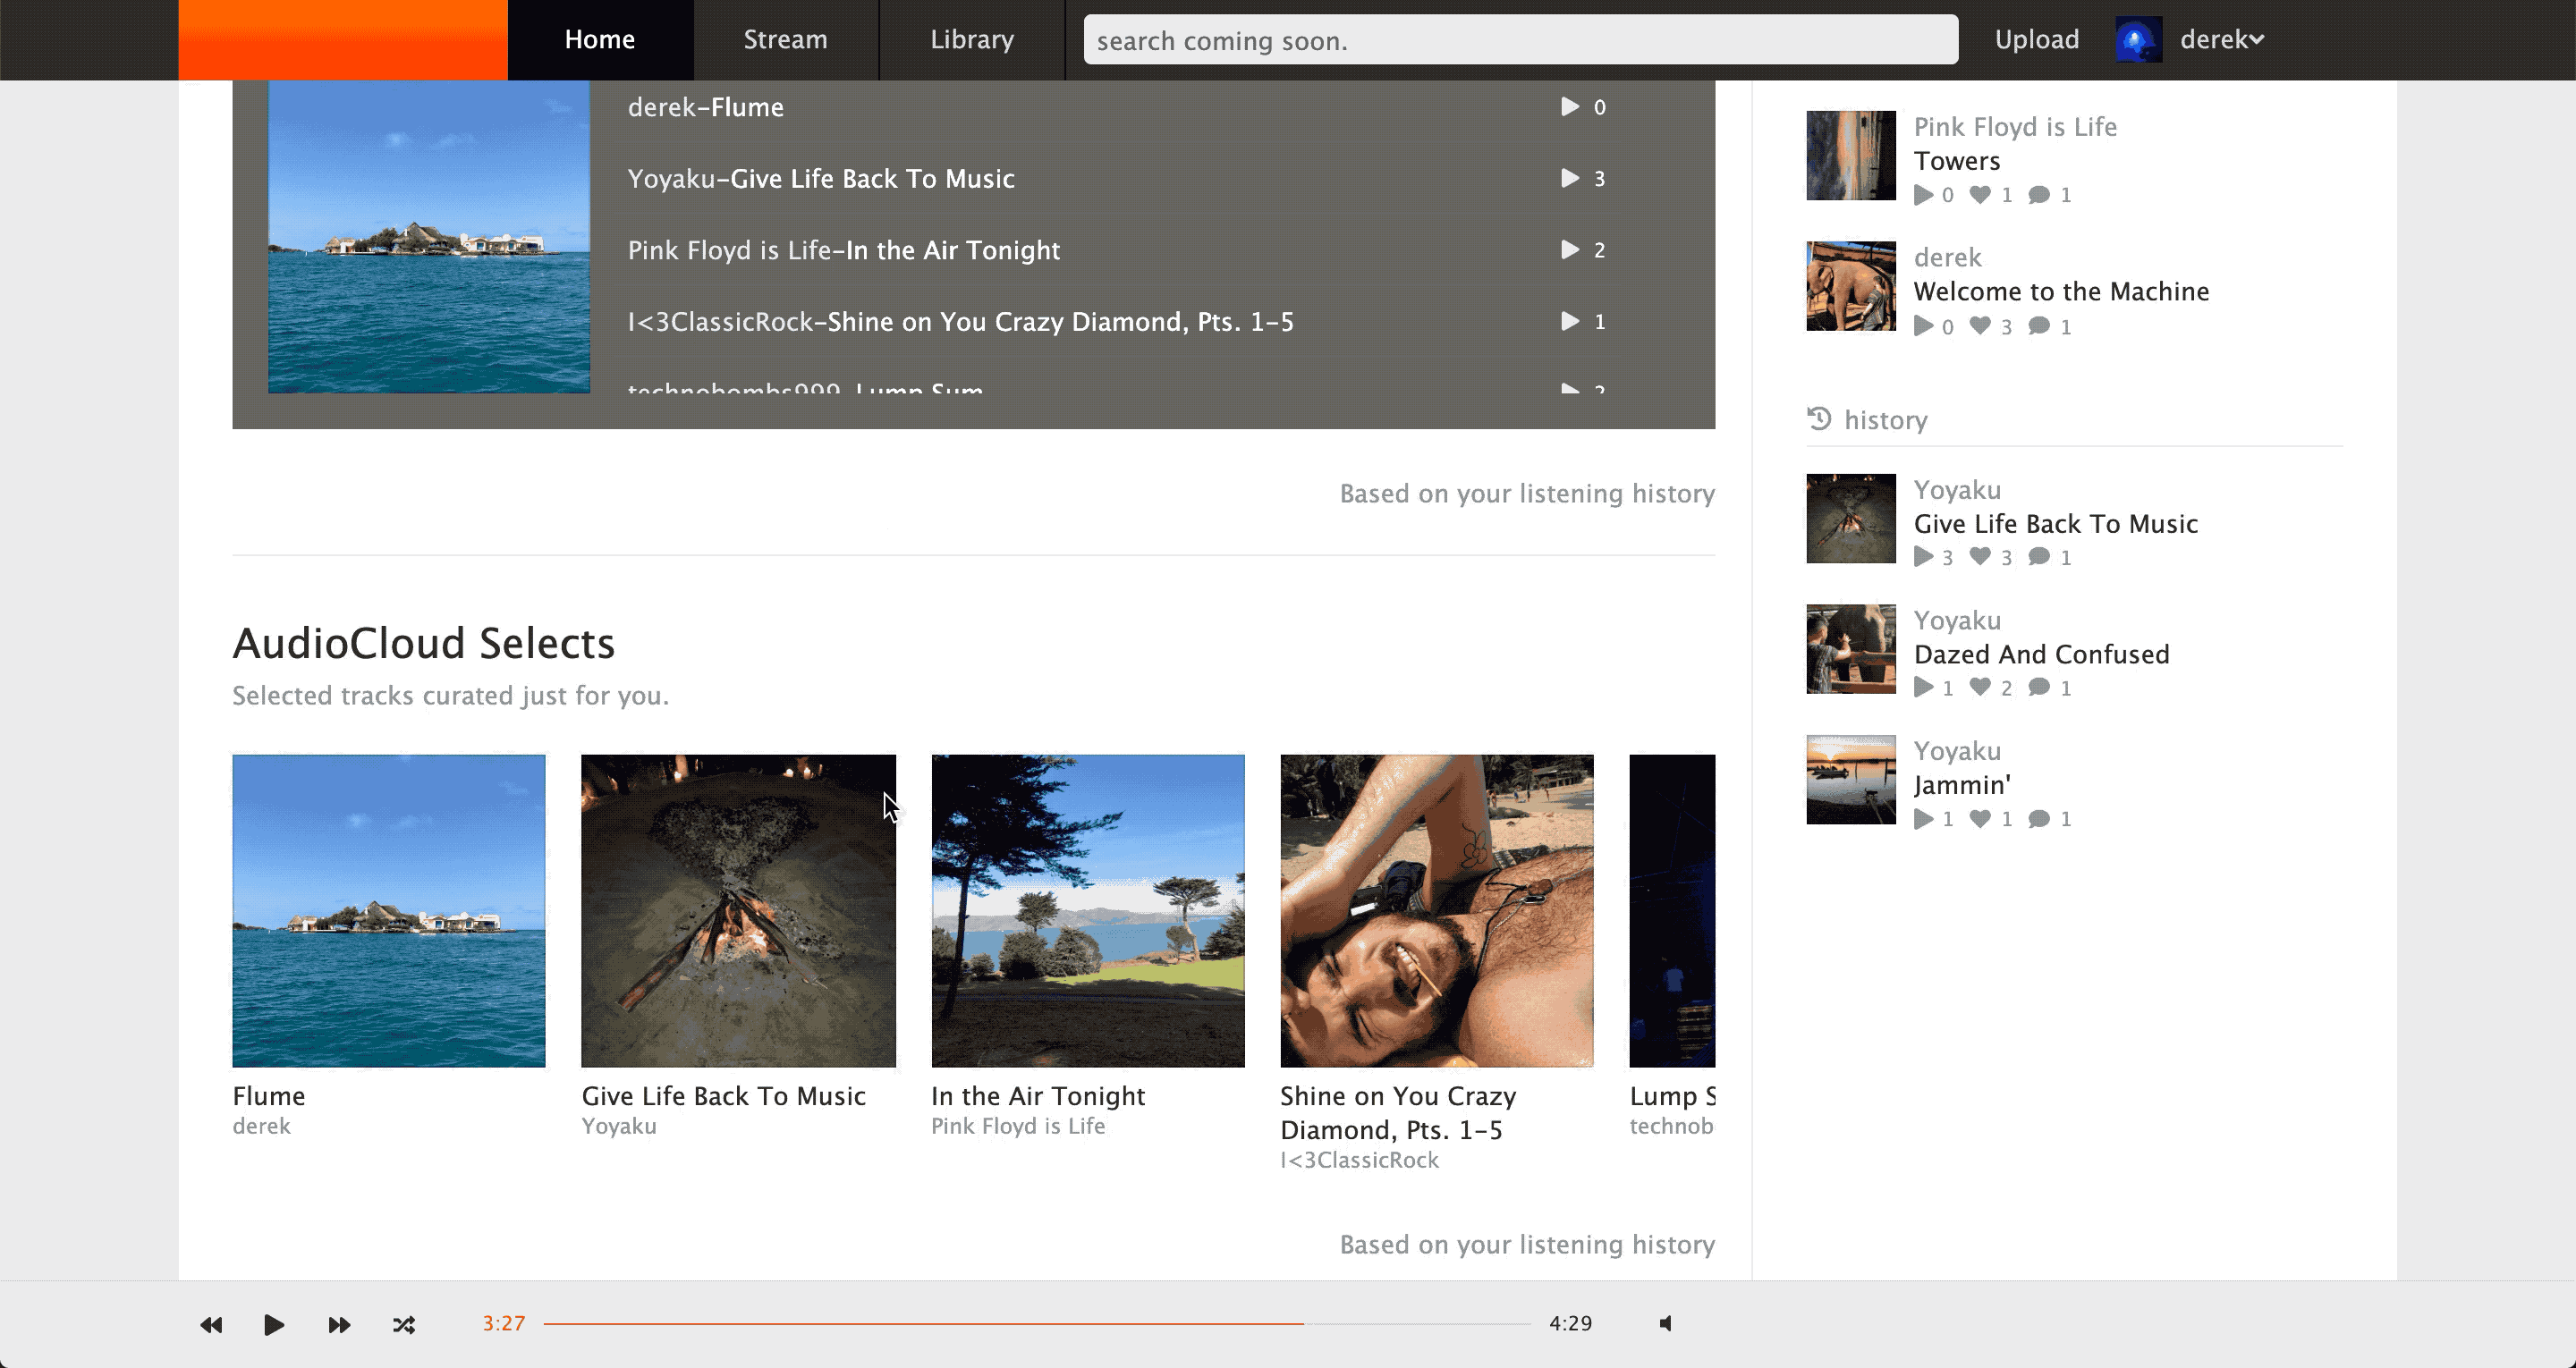 Home
Stream
Library
search coming soon.
Upload
derek
derek-Flume
0
Yoyaku-Give Life Back To Music
3
Pink Floyd is Life-In the Air Tonight
2
I<3ClassicRock-Shine on You Crazy Diamond, Pts. 1-5
1
technobombs999-Lump Sum
2
Based on your listening history
AudioCloud Selects
Selected tracks curated just for you.
Flume
derek
Give Life Back To Music
Yoyaku
In the Air Tonight
Pink Floyd is Life
Shine on You Crazy
Diamond, Pts. 1-5
I<3ClassicRock
Lump S
technob
Based on your listening history
Pink Floyd is Life
Towers
0 1 1
derek
Welcome to the Machine
0 3 1
history
Yoyaku
Give Life Back To Music
3 3 1
Yoyaku
Dazed And Confused
1 2 1
Yoyaku
Jammin'
1 1 1
3:27
4:29